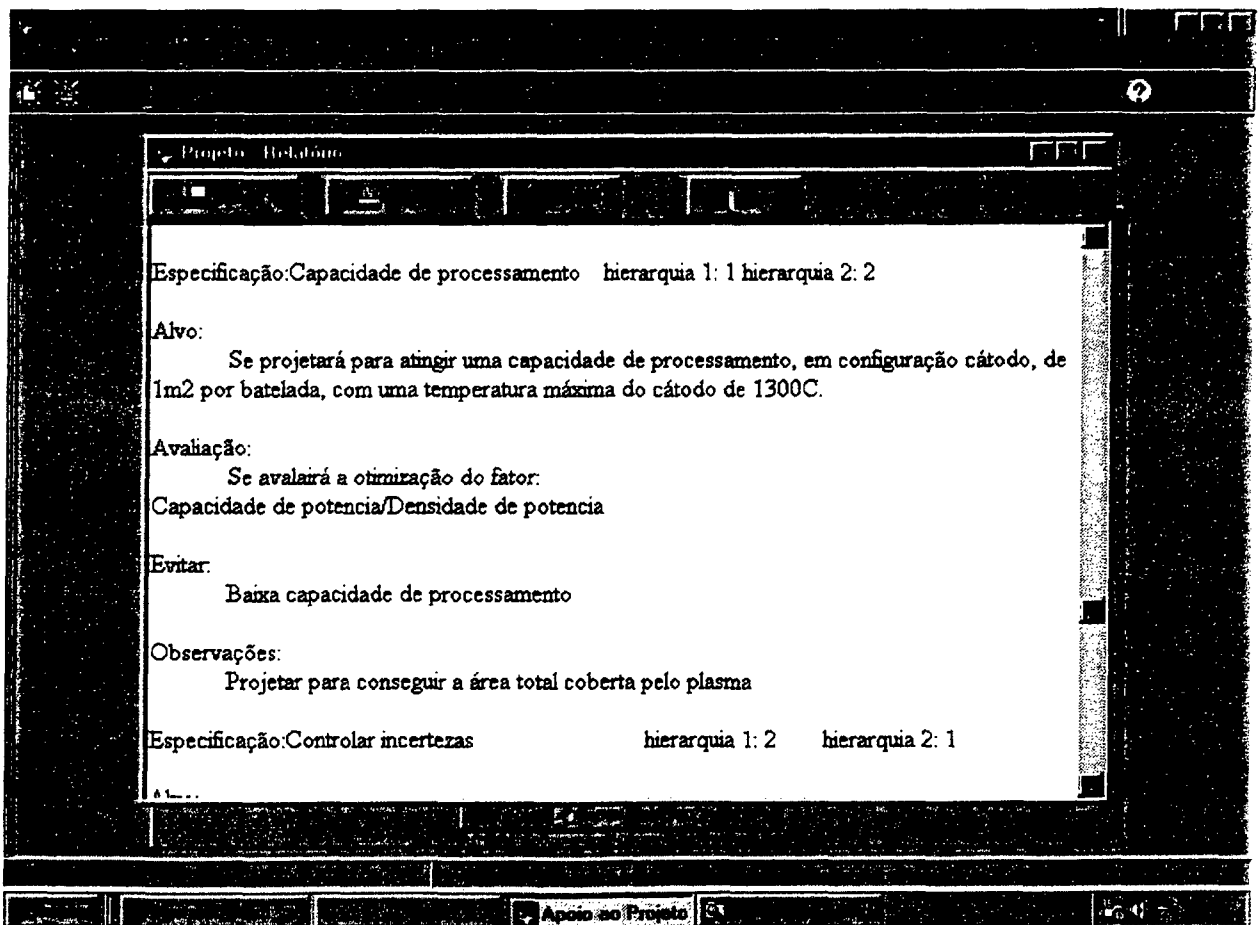 Projeto - Relatório
Especificação:Capacidade de processamento hierarquia 1: 1 hierarquia 2: 2
Alvo:
Se projetará para atingir uma capacidade de processamento, em configuração cátodo, de
1m2 por batelada, com uma temperatura máxima do cátodo de 1300C.
Avaliação:
Se avalairá a otimização do fator:
Capacidade de potencia/Densidade de potencia
Evitar:
Baixa capacidade de processamento
Observações:
Projetar para conseguir a área total coberta pelo plasma
Especificação:Controlar incertezas hierarquia 1: 2 hierarquia 2: 1
Apoio ao Projeto